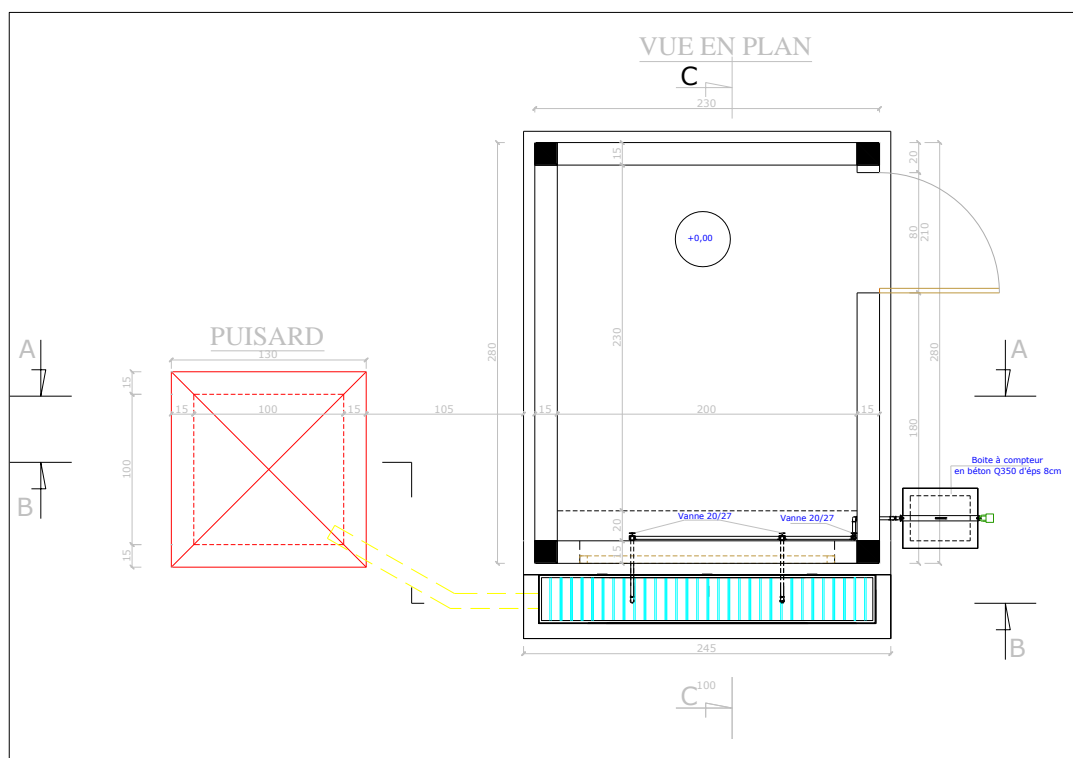 VUE EN PLAN
C
230
15
20
+0,00
80
210
230
280
280
PUISARD
130
A
A
15
15
100
15
105
15
200
15
100
180
B
Boite à compteur
en béton Q350 d'éps 8cm
Vanne 20/27
Vanne 20/27
20
15
15
B
245
100
C